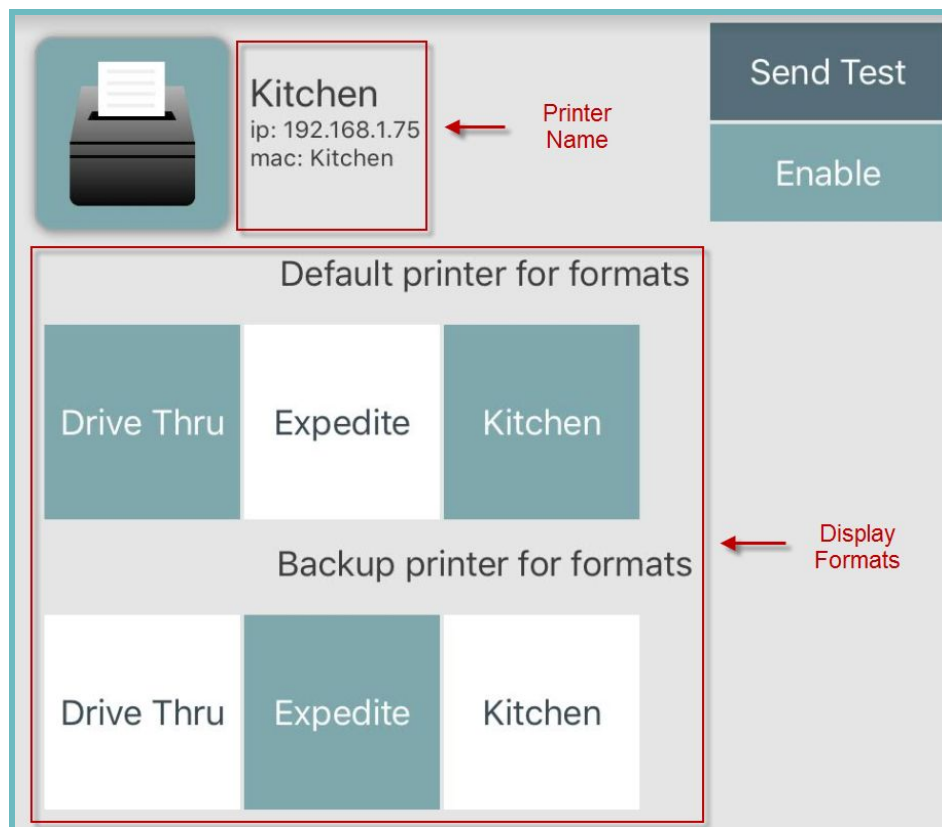 Kitchen
ip: 192.168.1.75
mac: Kitchen
Printer
Name
Send Test
Enable
Default printer for formats
Drive Thru
Expedite
Kitchen
Display
Formats
Backup printer for formats
Drive Thru
Expedite
Kitchen